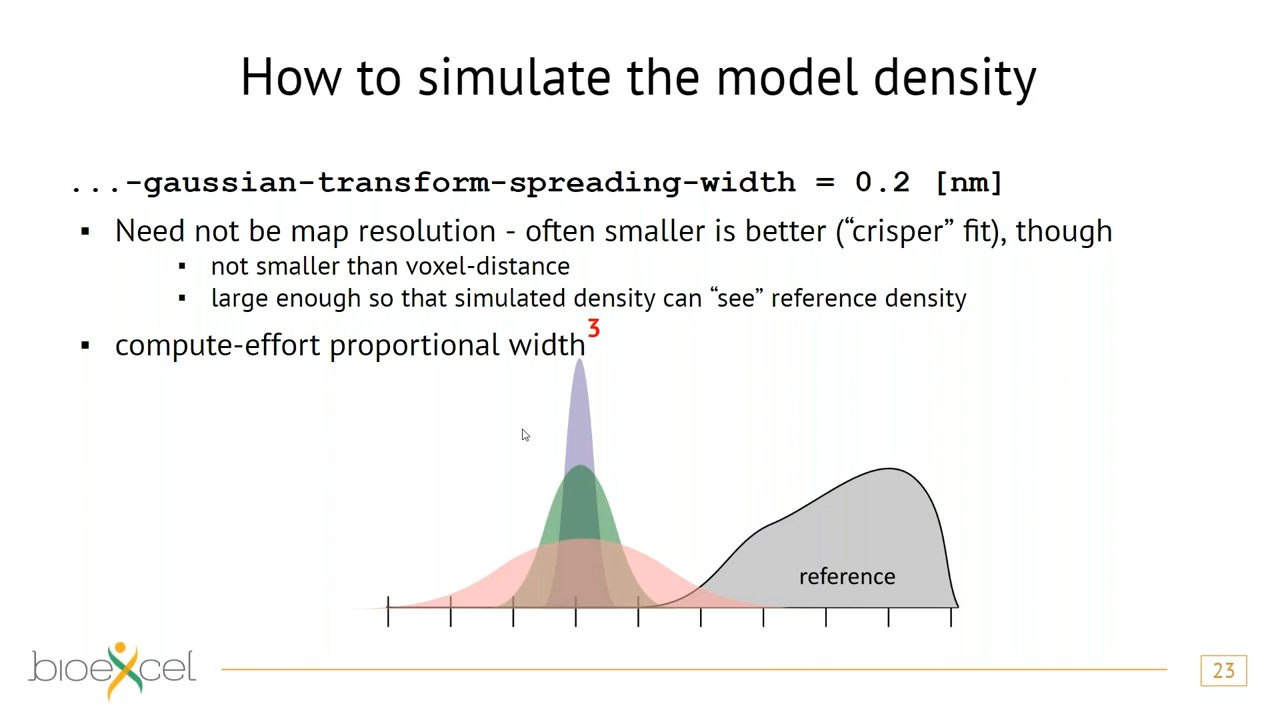 How to simulate the model density
...-gaussian-transform-spreading-width = 0.2 [nm]
▪ Need not be map resolution - often smaller is better (“crisper” fit), though
▪ not smaller than voxel-distance
▪ large enough so that simulated density can “see” reference density
▪ compute-effort proportional width³
reference
bioexcel
23